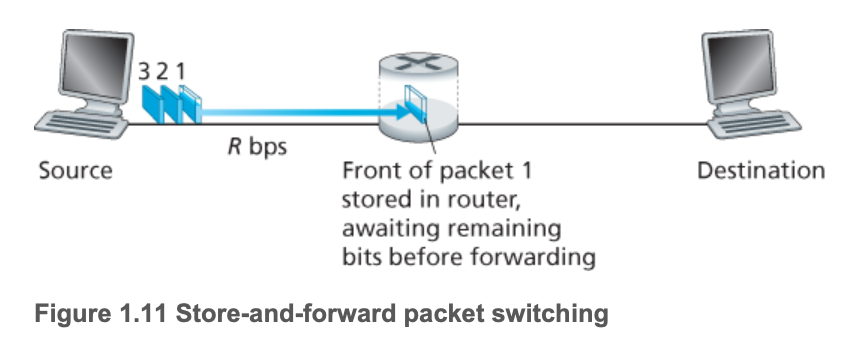 3 2 1
R bps
Source
Front of packet 1
stored in router,
awaiting remaining
bits before forwarding
Destination
Figure 1.11 Store-and-forward packet switching